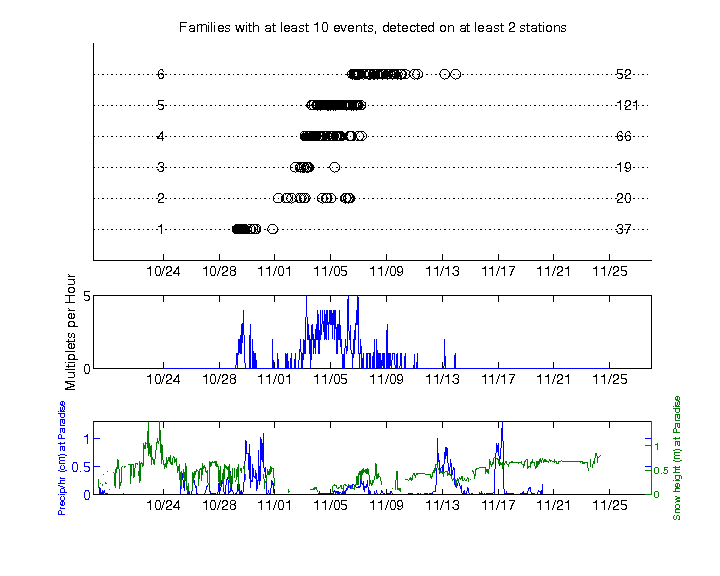 Families with at least 10 events, detected on at least 2 stations
6 52
5 121
4 66
3 19
2 20
1 37
10/24 10/28 11/01 11/05 11/09 11/13 11/17 11/21 11/25
Multiplets per Hour
5
0
10/24 10/28 11/01 11/05 11/09 11/13 11/17 11/21 11/25
Precip/hr (cm) at Paradise
1
0.5
0
Snow height (m) at Paradise
1
0.5
0
10/24 10/28 11/01 11/05 11/09 11/13 11/17 11/21 11/25